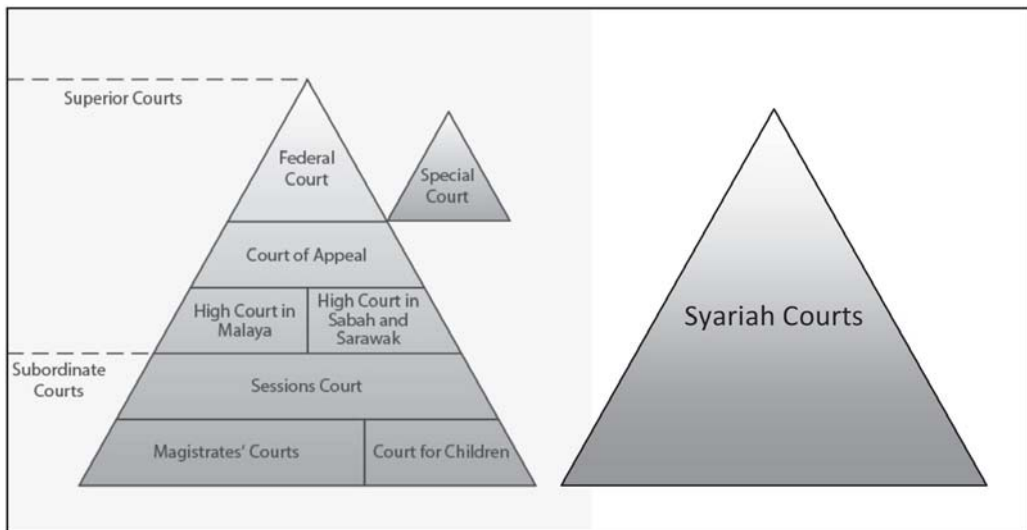 Superior Courts
Federal
Court
Special
Court
Court of Appeal
High Court in
Malaya
High Court in
Sabah and
Sarawak
Subordinate
Courts
Sessions Court
Magistrates' Courts
Court for Children
Syariah Courts